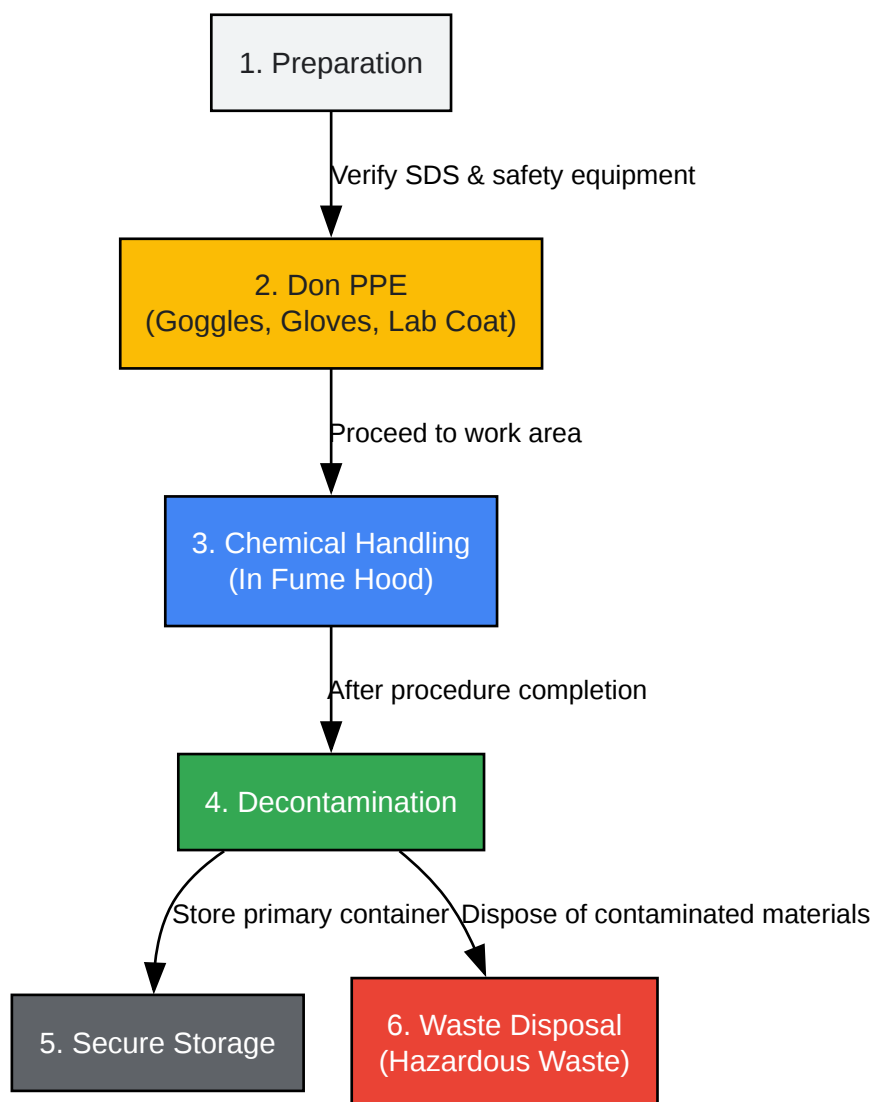 1. Preparation
Verify SDS & safety equipment
2. Don PPE
(Goggles, Gloves, Lab Coat)
Proceed to work area
3. Chemical Handling
(In Fume Hood)
After procedure completion
4. Decontamination
Store primary container
Dispose of contaminated materials
5. Secure Storage
6. Waste Disposal
(Hazardous Waste)